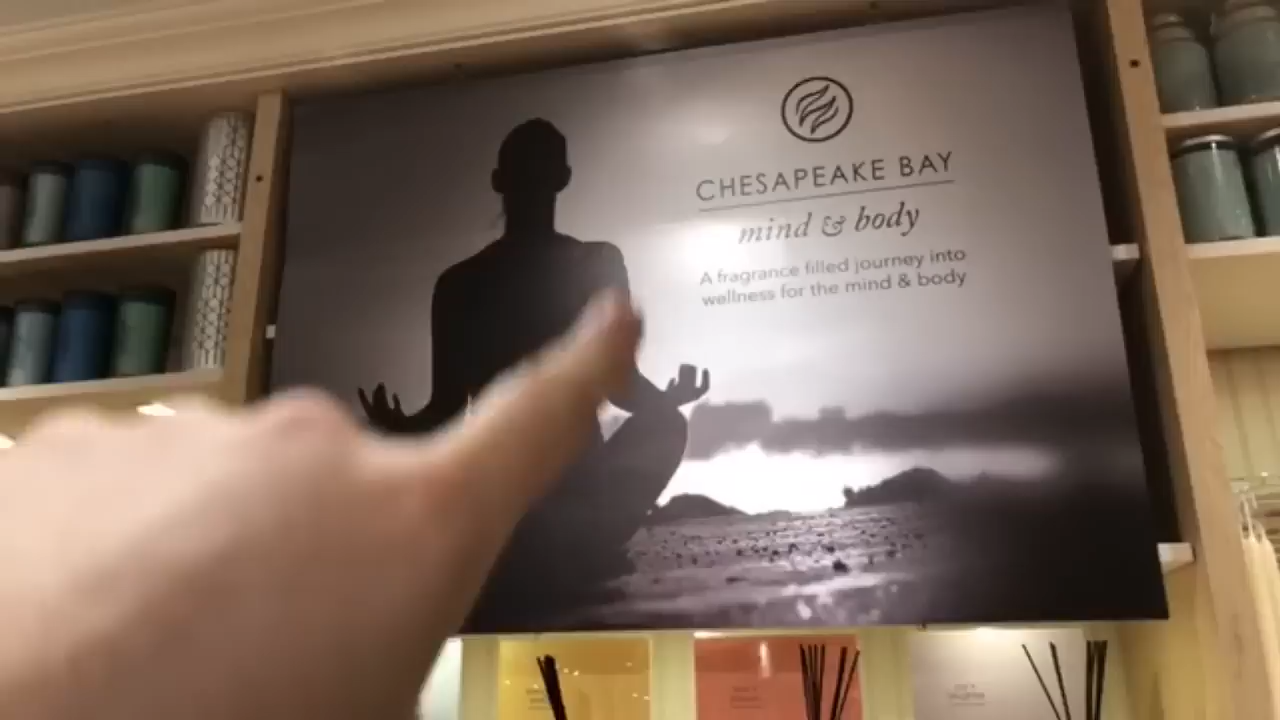 CHESAPEAKE BAY
mind & body
A fragrance filled journey into
wellness for the mind & body